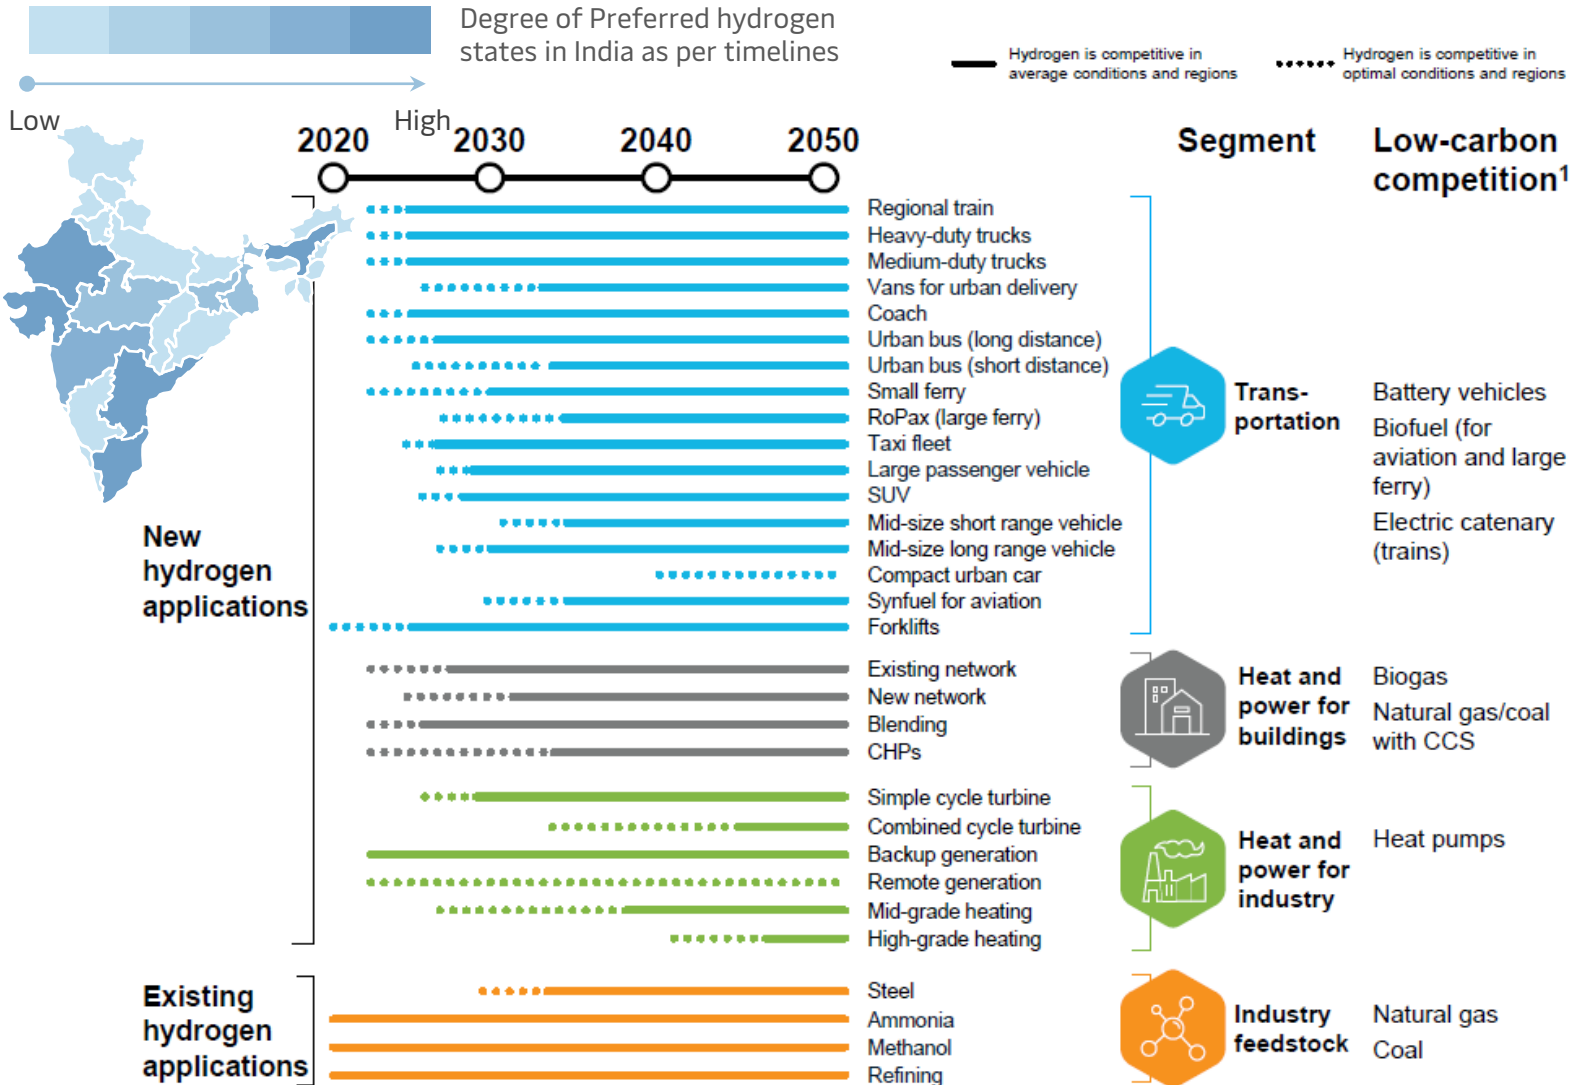 Degree of Preferred hydrogen
states in India as per timelines
Low
High
Hydrogen is competitive in
average conditions and regions
Hydrogen is competitive in
optimal conditions and regions
2020
2030
2040
2050
Segment
Low-carbon
competition¹
New
hydrogen
applications
Regional train
Heavy-duty trucks
Medium-duty trucks
Vans for urban delivery
Coach
Urban bus (long distance)
Urban bus (short distance)
Small ferry
RoPax (large ferry)
Taxi fleet
Large passenger vehicle
SUV
Mid-size short range vehicle
Mid-size long range vehicle
Compact urban car
Synfuel for aviation
Forklifts
Trans-
portation
Battery vehicles
Biofuel (for
aviation and large
ferry)
Electric catenary
(trains)
Existing network
New network
Blending
CHPs
Heat and
power for
buildings
Biogas
Natural gas/coal
with CCS
Simple cycle turbine
Combined cycle turbine
Backup generation
Remote generation
Mid-grade heating
High-grade heating
Heat and
power for
industry
Heat pumps
Existing
hydrogen
applications
Steel
Ammonia
Methanol
Refining
Industry
feedstock
Natural gas
Coal